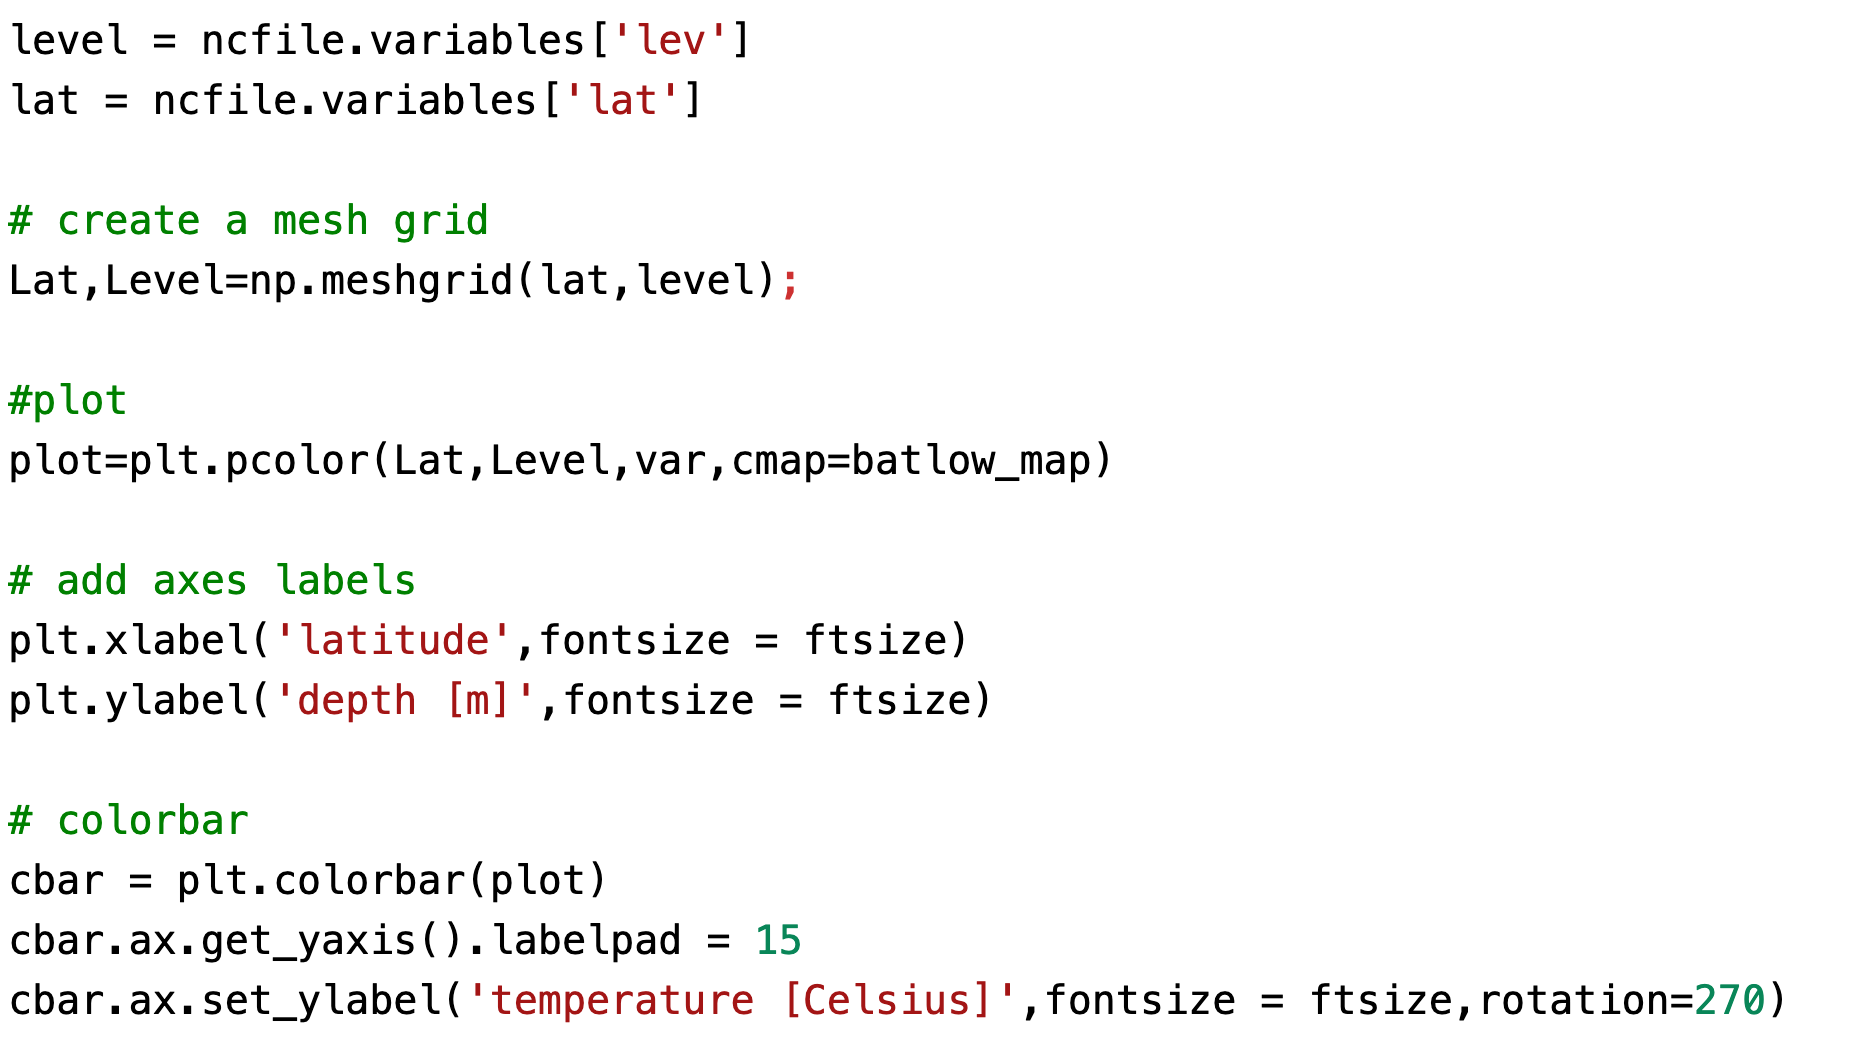 level = ncfile.variables['lev']
lat = ncfile.variables['lat']
# create a mesh grid
Lat,Level=np.meshgrid(lat,level);
#plot
plot=plt.pcolor(Lat,Level,var,cmap=batlow_map)
# add axes labels
plt.xlabel('latitude',fontsize = ftsize)
plt.ylabel('depth [m]',fontsize = ftsize)
# colorbar
cbar = plt.colorbar(plot)
cbar.ax.get_yaxis().labelpad = 15
cbar.ax.set_ylabel('temperature [Celsius]',fontsize = ftsize,rotation=270)